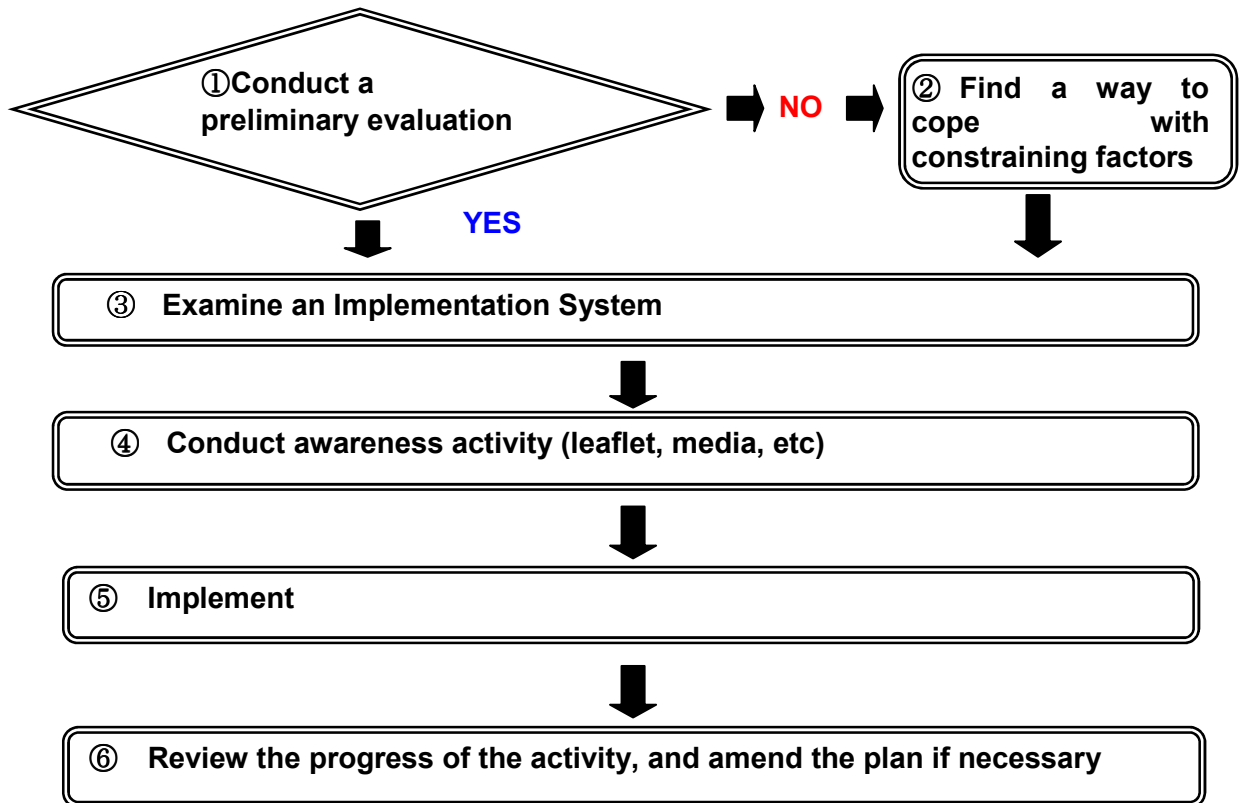 ①Conduct a
preliminary evaluation
NO
② Find a way to
cope with
constraining factors
YES
③ Examine an Implementation System
④ Conduct awareness activity (leaflet, media, etc)
⑤ Implement
⑥ Review the progress of the activity, and amend the plan if necessary